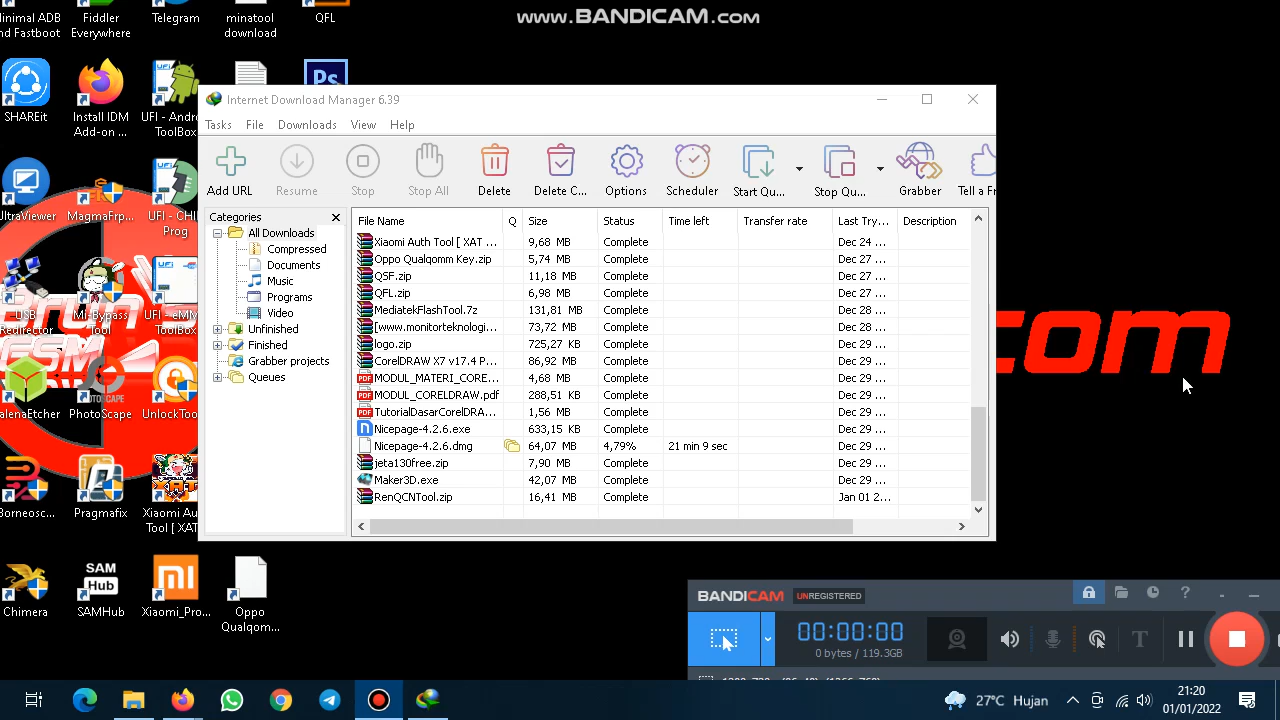 www.BANDICAM.com
Fiddler
Everywhere
Telegram
minatool
download
QFL
SHAREit
Install IDM
Add-on ...
ToolBox
Ps
UltraViewer
MagmaFrp...
UFI - CHI
Prog
Redirector
Mi-Bypass
Tool
ToolBox
PhotoScape
UnlockToo
Pragmafix
Xiaomi Au
Tool [ XAT
Chimera
SAM
Hub
SAMHub
Xiaomi_Pro...
Oppo
Qualqom...
com
Internet Download Manager 6.39
Tasks File Downloads View Help
Add URL Resume Stop Stop All Delete Delete C... Options Scheduler Start Qu... Stop Qu... Grabber Tell a Fr
Categories
All Downloads
Compressed
Documents
Music
Programs
Video
Unfinished
Finished
Grabber projects
Queues
File Name Q Size Status Time left Transfer rate Last Try... Description
Xiaomi Auth Tool [ XAT ... 9,68 MB Complete Dec 24 ...
Oppo Qualqomm Key.zip 5,74 MB Complete Dec 27 ...
QSF.zip 11,18 MB Complete Dec 27 ...
QFL.zip 6,98 MB Complete Dec 27 ...
MediatekFlashTool.7z 131,81 MB Complete Dec 28 ...
[www.monitorteknologi... 73,72 MB Complete Dec 28 ...
logo.zip 725,27 KB Complete Dec 29 ...
CorelDRAW X7 v17.4 P... 86,92 MB Complete Dec 29 ...
MODUL_MATERI_CORE... 4,68 MB Complete Dec 29 ...
MODUL_CORELDRAW.pdf 288,51 KB Complete Dec 29 ...
TutorialDasarCorelDRA... 1,56 MB Complete Dec 29 ...
Nicepage-4.2.6.exe 633,15 KB Complete Dec 29 ...
Nicepage-4.2.6.dmg 64,07 MB 4,79% 21 min 9 sec Dec 29 ...
jeta130free.zip 7,90 MB Complete Dec 29 ...
Maker3D.exe 42,07 MB Complete Dec 29 ...
RenQCNTool.zip 16,41 MB Complete Jan 01 2...
BANDICAM UNREGISTERED
00:00:00
0 bytes / 119.3GB
27°C Hujan
21:20
01/01/2022